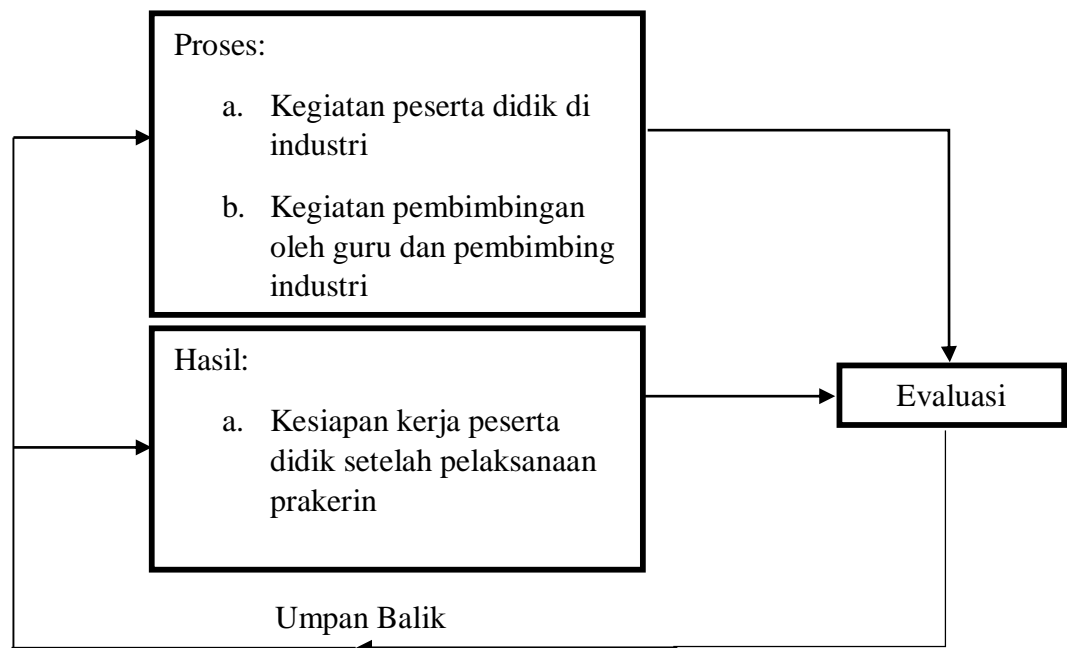 Proses:
a. Kegiatan peserta didik di
industri
b. Kegiatan pembimbingan
oleh guru dan pembimbing
industri
Hasil:
a. Kesiapan kerja peserta
didik setelah pelaksanaan
prakerin
Evaluasi
Umpan Balik